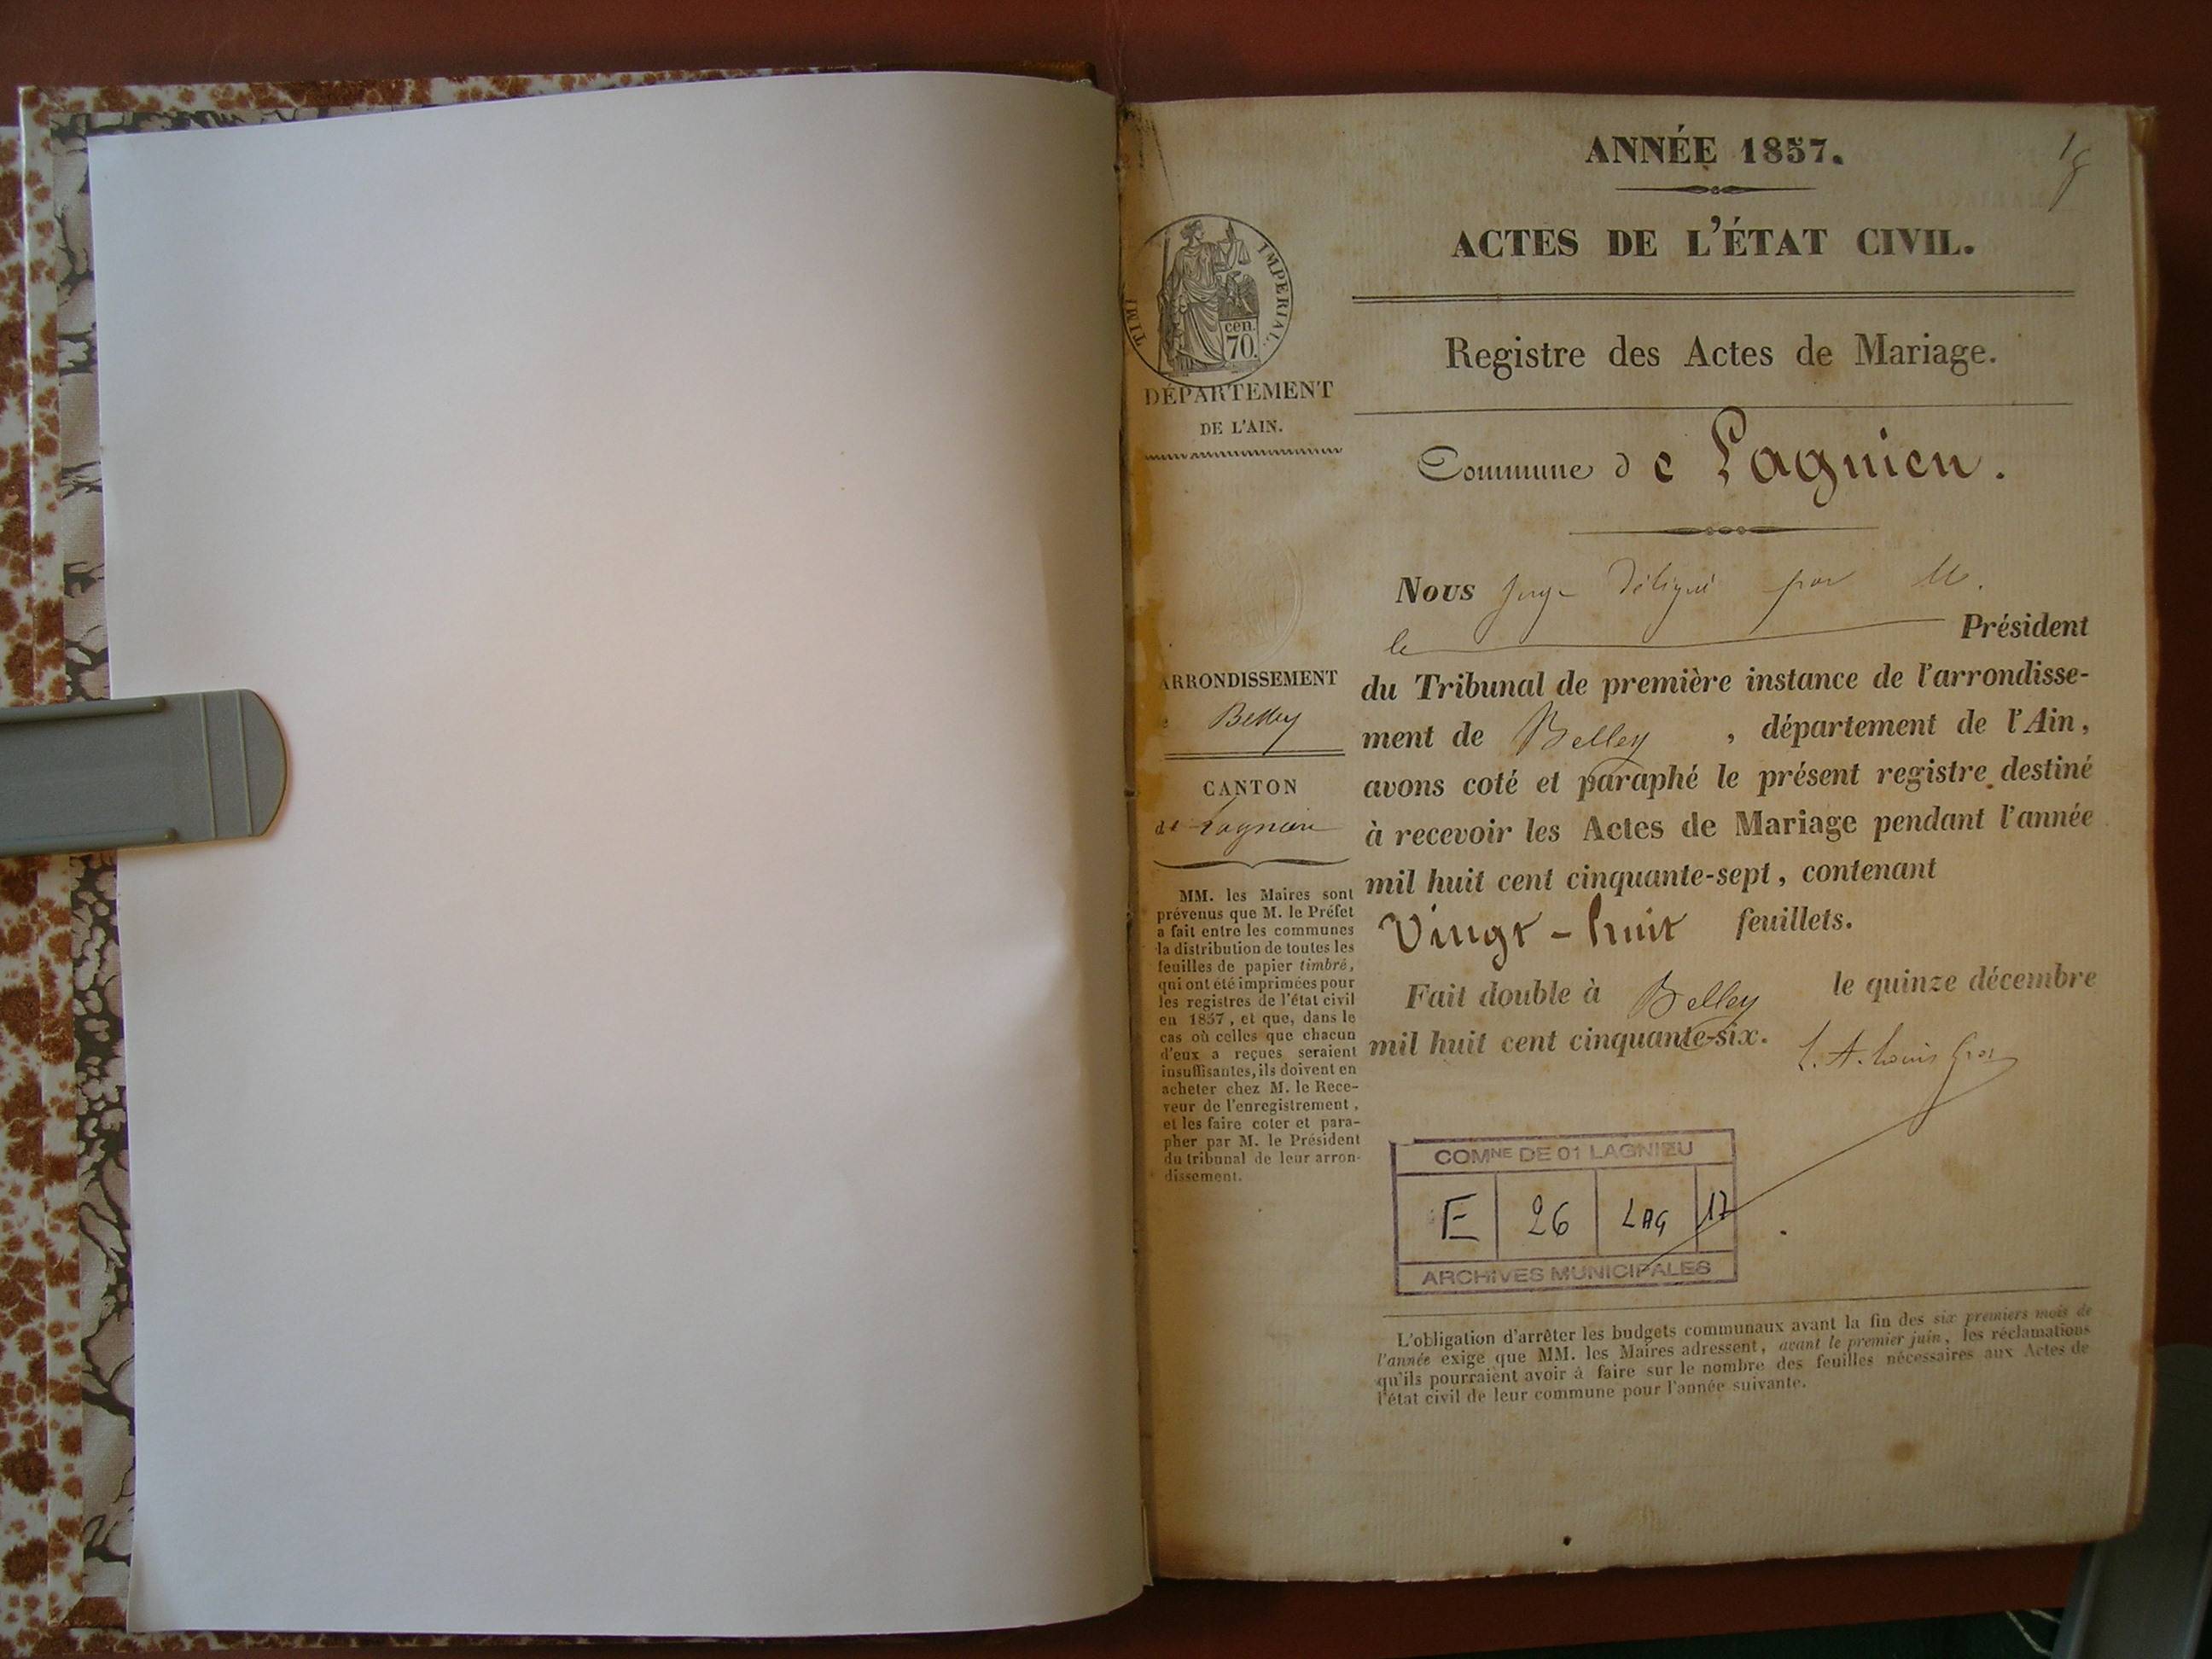 ANNÉE 1857.
1
ACTES DE L'ÉTAT CIVIL.
TIMB
IMPERIAL.
cen.
70.
Registre des Actes de Mariage.
DÉPARTEMENT
DE L'AIN.
Commune de Lagnieu.
Nous Juge délégué par M.
le Président
du Tribunal de première instance de l'arrondisse-
ment de Belley, département de l'Ain,
avons coté et paraphé le présent registre destiné
à recevoir les Actes de Mariage pendant l'année
mil huit cent cinquante-sept, contenant
Vingt-huit feuillets.
Fait double à Belley le quinze décembre
mil huit cent cinquante-six.
ARRONDISSEMENT
Belley
CANTON
de Lagnieu
MM. les Maires sont
prévenus que M. le Préfet
a fait entre les communes
la distribution de toutes les
feuilles de papier timbré,
qui ont été imprimées pour
les registres de l'état civil
en 1857, et que, dans le
cas où celles que chacun
d'eux a reçues seraient
insuffisantes, ils doivent en
acheter chez M. le Rece-
veur de l'enregistrement,
et les faire coter et para-
pher par M. le Président
du tribunal de leur arron-
dissement.
COMNE DE 01 LAGNIEU
E 26 LAG 17
ARCHIVES MUNICIPALES
L'obligation d'arrêter les budgets communaux avant la fin des six premiers mois de
l'année exige que MM. les Maires adressent, avant le premier juin, les réclamations
qu'ils pourraient avoir à faire sur le nombre des feuilles nécessaires aux Actes de
l'état civil de leur commune pour l'année suivante.